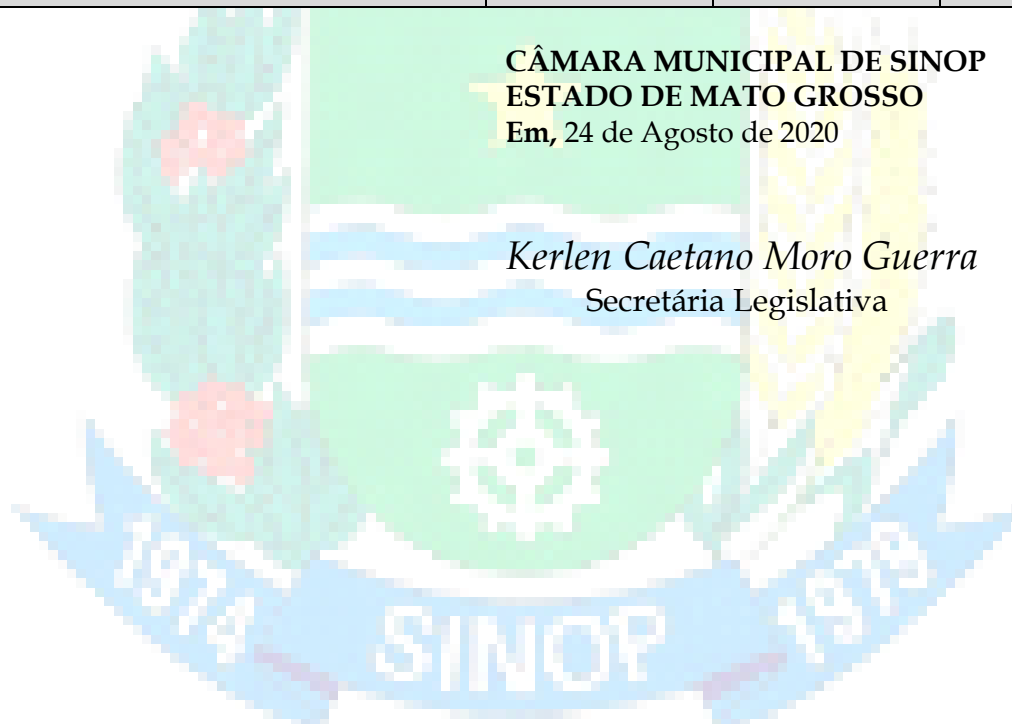 CÂMARA MUNICIPAL DE SINOP
ESTADO DE MATO GROSSO
Em, 24 de Agosto de 2020
Kerlen Caetano Moro Guerra
Secretária Legislativa
1974 SINOP 1979